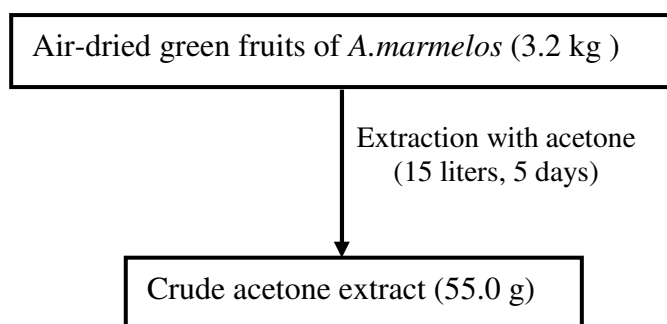 Air-dried green fruits of A.marmelos (3.2 kg )
Extraction with acetone
(15 liters, 5 days)
Crude acetone extract (55.0 g)